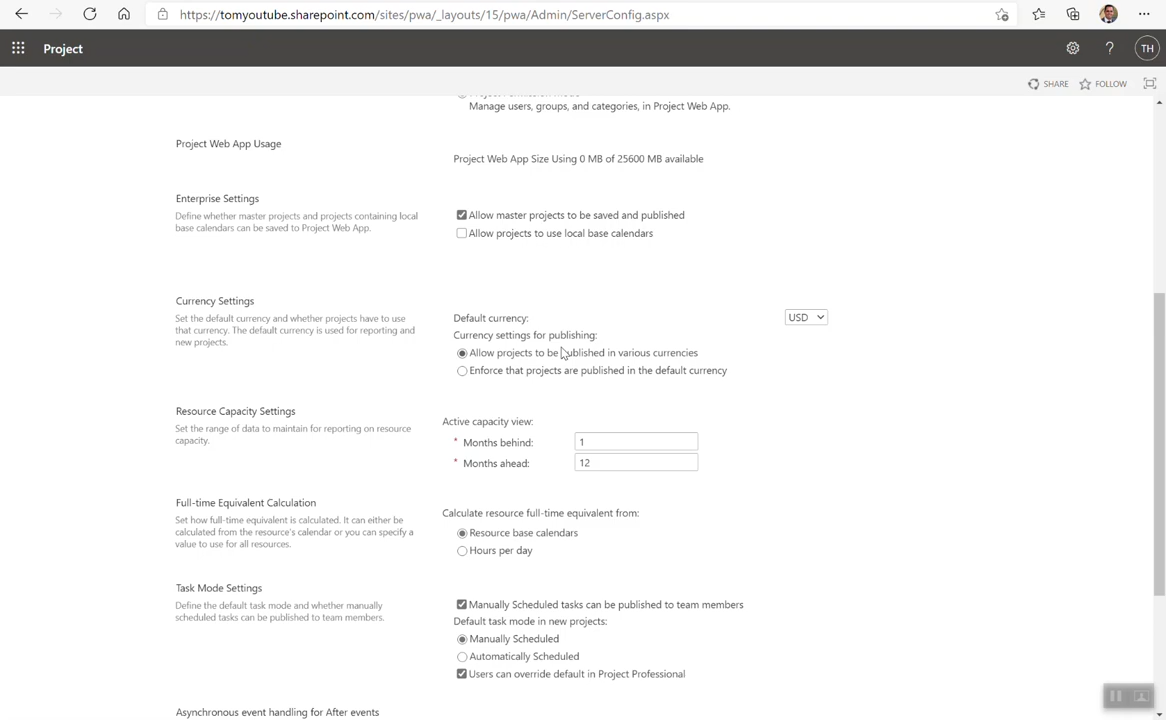 https://tomyoutube.sharepoint.com/sites/pwa/_layouts/15/pwa/Admin/ServerConfig.aspx
Project
?
TH
SHARE
FOLLOW
Manage users, groups, and categories, in Project Web App.
Project Web App Usage
Project Web App Size Using 0 MB of 25600 MB available
Enterprise Settings
Define whether master projects and projects containing local
base calendars can be saved to Project Web App.
Allow master projects to be saved and published
Allow projects to use local base calendars
Currency Settings
Set the default currency and whether projects have to use
that currency. The default currency is used for reporting and
new projects.
Default currency:
USD
Currency settings for publishing:
Allow projects to be published in various currencies
Enforce that projects are published in the default currency
Resource Capacity Settings
Set the range of data to maintain for reporting on resource
capacity.
Active capacity view:
* Months behind:
1
* Months ahead:
12
Full-time Equivalent Calculation
Set how full-time equivalent is calculated. It can either be
calculated from the resource's calendar or you can specify a
value to use for all resources.
Calculate resource full-time equivalent from:
Resource base calendars
Hours per day
Task Mode Settings
Define the default task mode and whether manually
scheduled tasks can be published to team members.
Manually Scheduled tasks can be published to team members
Default task mode in new projects:
Manually Scheduled
Automatically Scheduled
Users can override default in Project Professional
Asynchronous event handling for After events